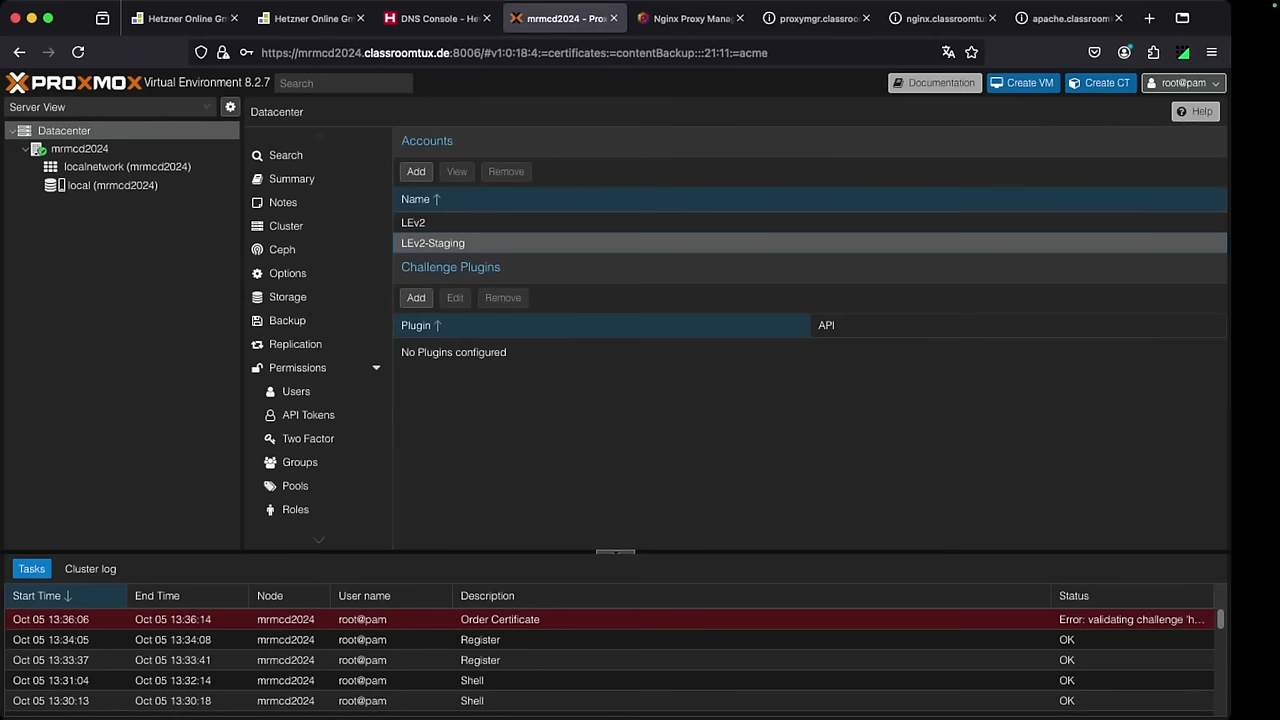 Hetzner Online Gm
Hetzner Online Gm
DNS Console - He
mrmcd2024 - Prox
Nginx Proxy Mana
proxymgr.classroo
nginx.classroomtu
apache.classroom
https://mrmcd2024.classroomtux.de:8006/#v1:0:18:4:=certificates:=contentBackup:::21:11:=acme
PROXMOX Virtual Environment 8.2.7 Search Documentation Create VM Create CT root@pam
Server View
Datacenter
mrmcd2024
localnetwork (mrmcd2024)
local (mrmcd2024)
Datacenter Help
Search
Summary
Notes
Cluster
Ceph
Options
Storage
Backup
Replication
Permissions
Users
API Tokens
Two Factor
Groups
Pools
Roles
Accounts
Add View Remove
Name
LEv2
LEv2-Staging
Challenge Plugins
Add Edit Remove
Plugin API
No Plugins configured
Tasks Cluster log
Start Time End Time Node User name Description Status
Oct 05 13:36:06 Oct 05 13:36:14 mrmcd2024 root@pam Order Certificate Error: validating challenge 'h...
Oct 05 13:34:05 Oct 05 13:34:08 mrmcd2024 root@pam Register OK
Oct 05 13:33:37 Oct 05 13:33:41 mrmcd2024 root@pam Register OK
Oct 05 13:31:04 Oct 05 13:32:14 mrmcd2024 root@pam Shell OK
Oct 05 13:30:13 Oct 05 13:30:18 mrmcd2024 root@pam Shell OK